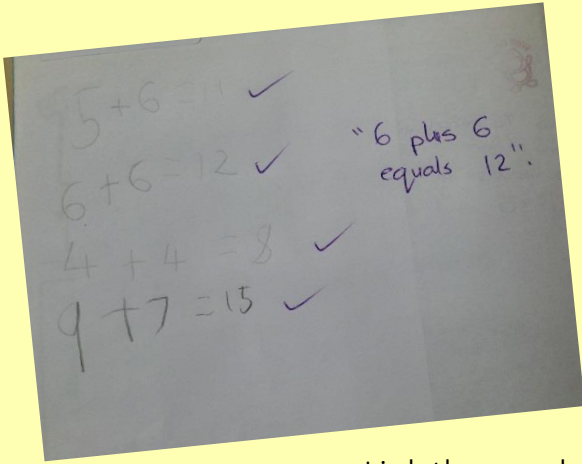 5+6=11 ✓
6+6=12 ✓
"6 plus 6
equals 12".
4+4=8 ✓
9+7=15 ✓